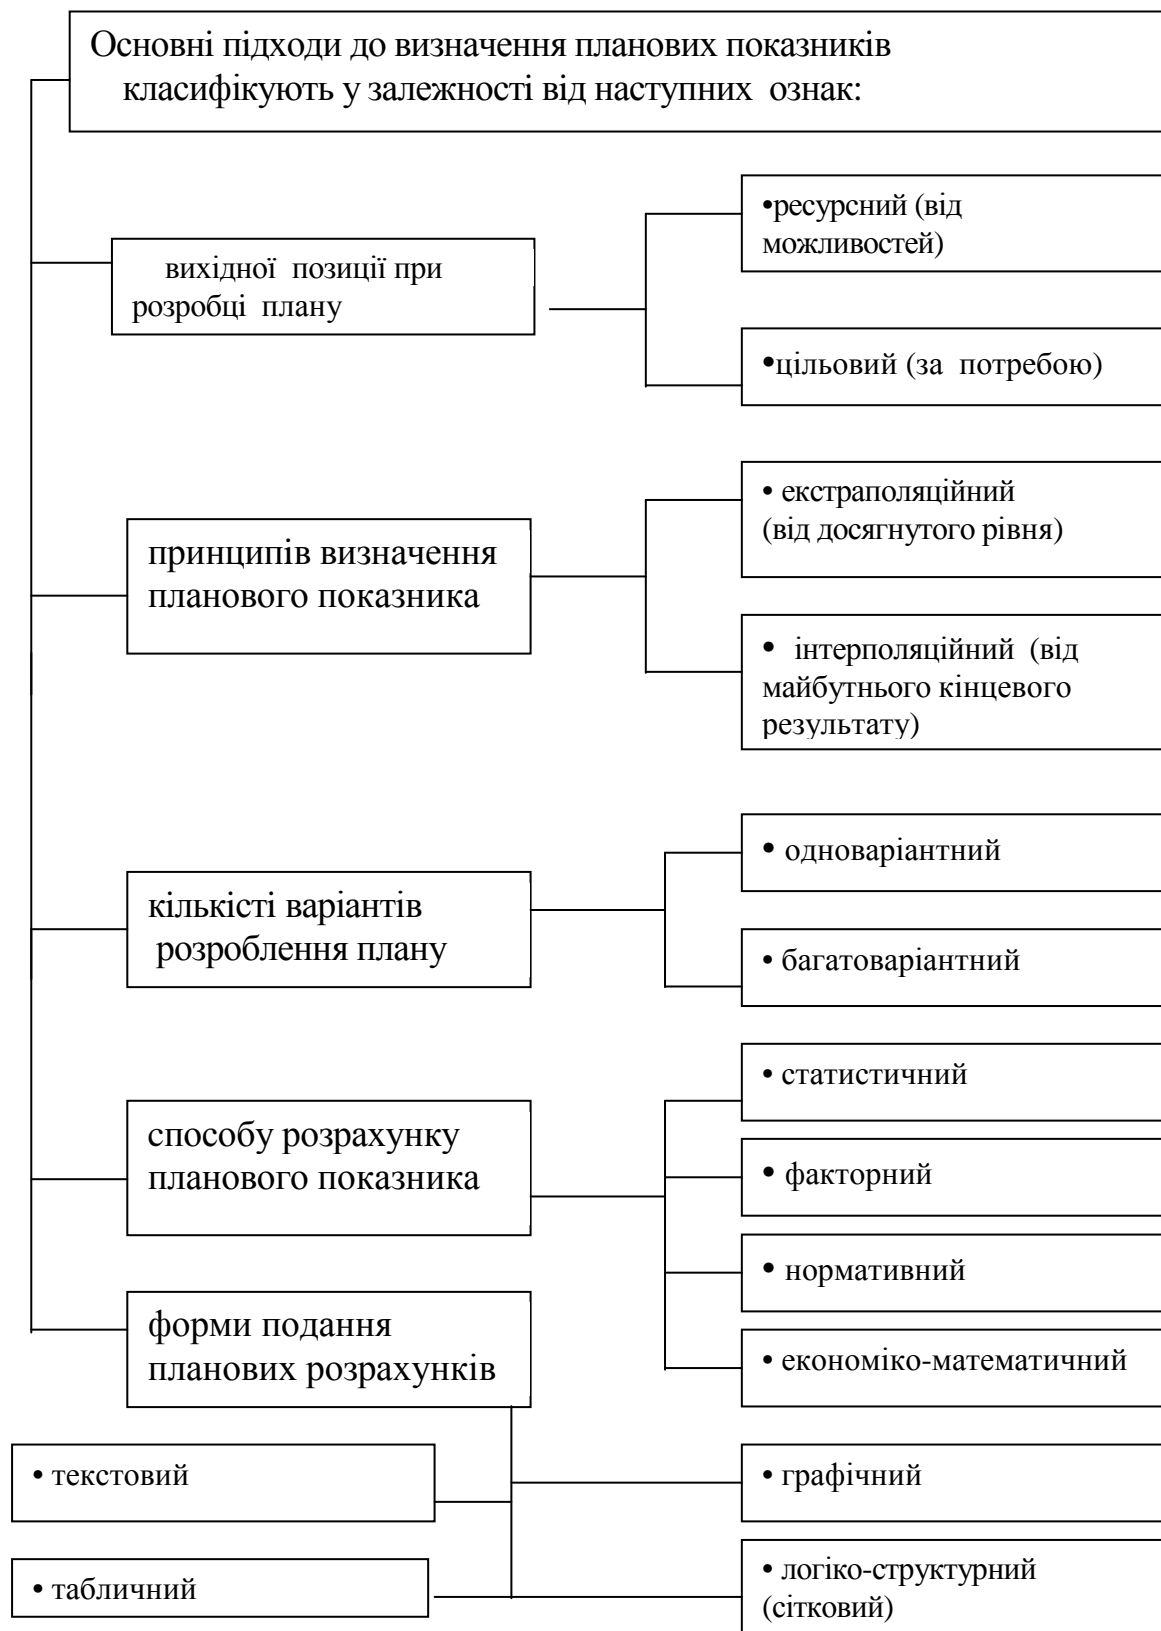 Основні підходи до визначення планових показників
класифікують у залежності від наступних ознак:
вихідної позиції при
розробці плану
•ресурсний (від
можливостей)
•цільовий (за потребою)
принципів визначення
планового показника
• екстраполяційний
(від досягнутого рівня)
• інтерполяційний (від
майбутнього кінцевого
результату)
кількісті варіантів
розроблення плану
• одноваріантний
• багатоваріантний
способу розрахунку
планового показника
• статистичний
• факторний
• нормативний
• економіко-математичний
форми подання
планових розрахунків
• текстовий
• графічний
• табличний
• логіко-структурний
(сітковий)